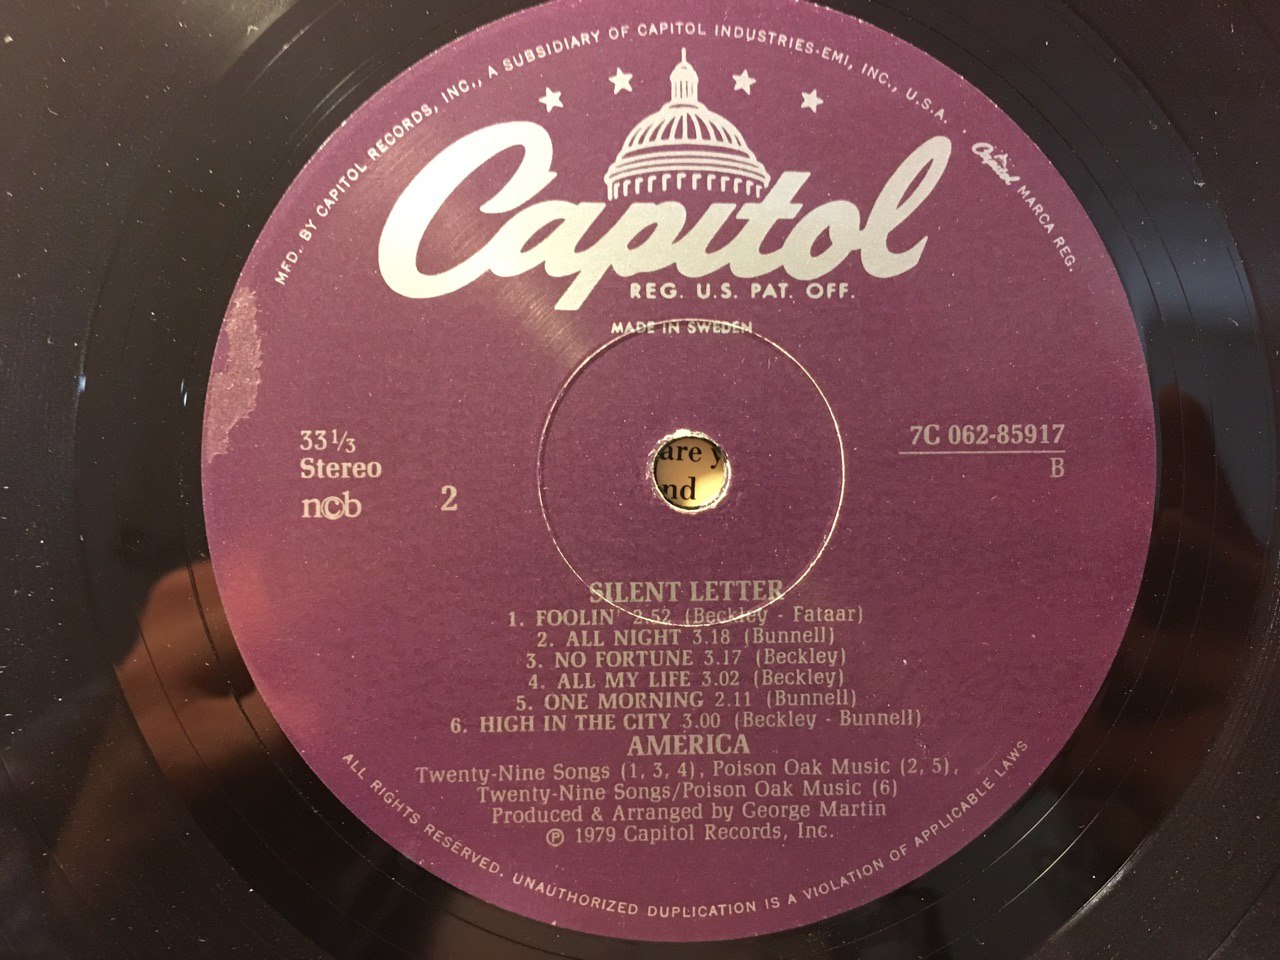 MFD. BY CAPITOL RECORDS, INC., A SUBSIDIARY OF CAPITOL INDUSTRIES-EMI, INC., U.S.A. · Capitol MARCA REG.
Capitol
REG. U.S. PAT. OFF.
MADE IN SWEDEN
33 1/3
Stereo
ncb
2
7C 062-85917
B
are y
nd
SILENT LETTER
1. FOOLIN' 2.52 (Beckley - Fataar)
2. ALL NIGHT 3.18 (Bunnell)
3. NO FORTUNE 3.17 (Beckley)
4. ALL MY LIFE 3.02 (Beckley)
5. ONE MORNING 2.11 (Bunnell)
6. HIGH IN THE CITY 3.00 (Beckley - Bunnell)
AMERICA
Twenty-Nine Songs (1, 3, 4), Poison Oak Music (2, 5),
Twenty-Nine Songs/Poison Oak Music (6)
Produced & Arranged by George Martin
℗ 1979 Capitol Records, Inc.
ALL RIGHTS RESERVED. UNAUTHORIZED DUPLICATION IS A VIOLATION OF APPLICABLE LAWS